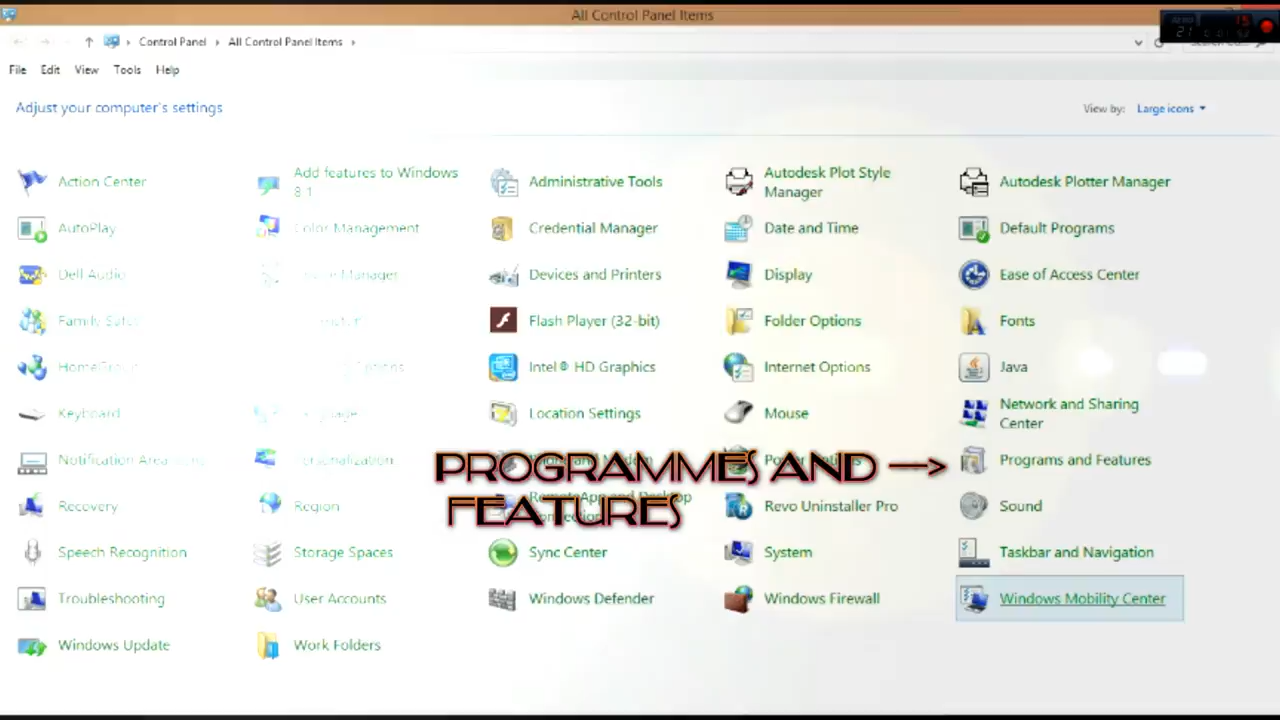 All Control Panel Items
Control Panel › All Control Panel Items ›
File Edit View Tools Help
Adjust your computer's settings
View by: Large icons
Action Center
Add features to Windows
8.1
Administrative Tools
Autodesk Plot Style
Manager
Autodesk Plotter Manager
AutoPlay
Color Management
Credential Manager
Date and Time
Default Programs
Dell Audio
Manager
Devices and Printers
Display
Ease of Access Center
Family
Flash Player (32-bit)
Folder Options
Fonts
Intel® HD Graphics
Internet Options
Java
Keyboard
Location Settings
Mouse
Network and Sharing
Center
Notification Area
Personalization
PROGRAMMES AND
FEATURES
Programs and Features
Recovery
Region
RemoteApp and Desktop
Revo Uninstaller Pro
Sound
Speech Recognition
Storage Spaces
Sync Center
System
Taskbar and Navigation
Troubleshooting
User Accounts
Windows Defender
Windows Firewall
Windows Mobility Center
Windows Update
Work Folders